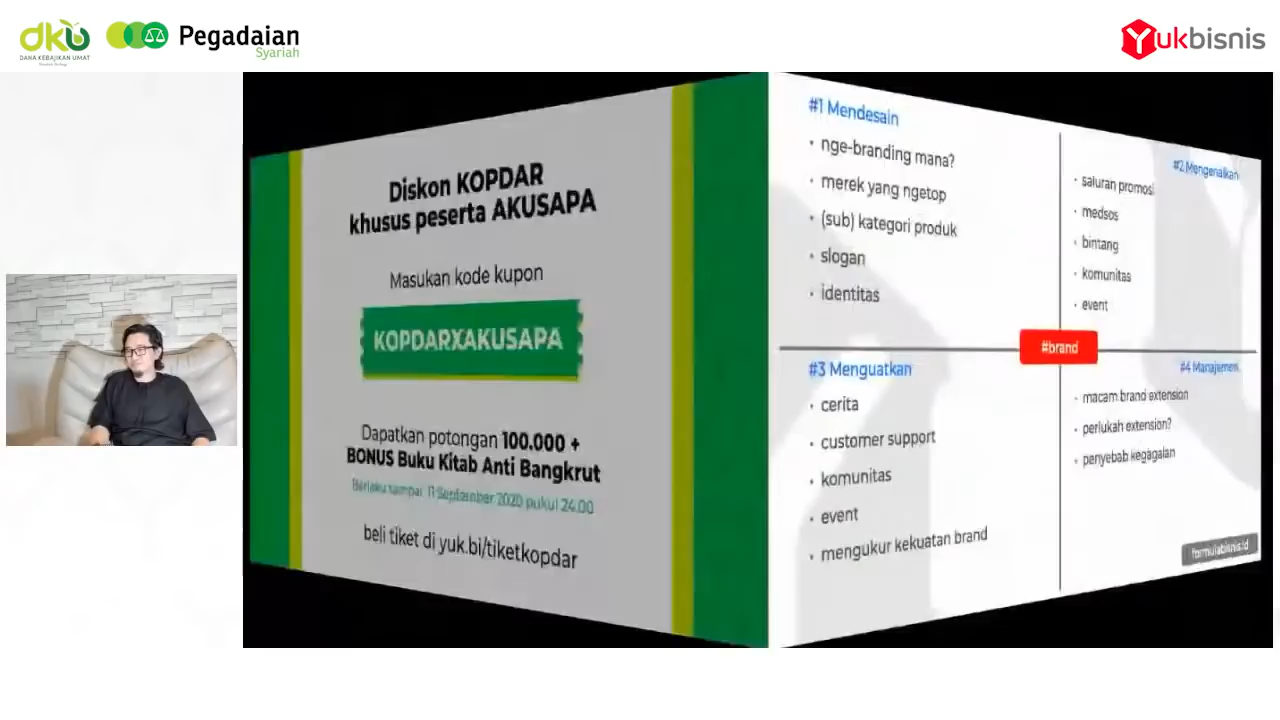 dku
DANA KEBAJIKAN UMAT
Pegadaian
Syariah
Yukbisnis
Diskon KOPDAR
khusus peserta AKUSAPA
Masukan kode kupon
KOPDARXAKUSAPA
Dapatkan potongan 100.000 +
BONUS Buku Kitab Anti Bangkrut
Berlaku sampai 11 September 2020 pukul 24.00
beli tiket di yuk.bi/tiketkopdar
#1 Mendesain
• nge-branding mana?
• merek yang ngetop
• (sub) kategori produk
• slogan
• identitas
#2 Mengenalkan
• saluran promosi
• medsos
• bintang
• komunitas
• event
#brand
#3 Menguatkan
• cerita
• customer support
• komunitas
• event
• mengukur kekuatan brand
#4 Manajemen
• macam brand extension
• perlukah extension?
• penyebab kegagalan
formulabisnis.id